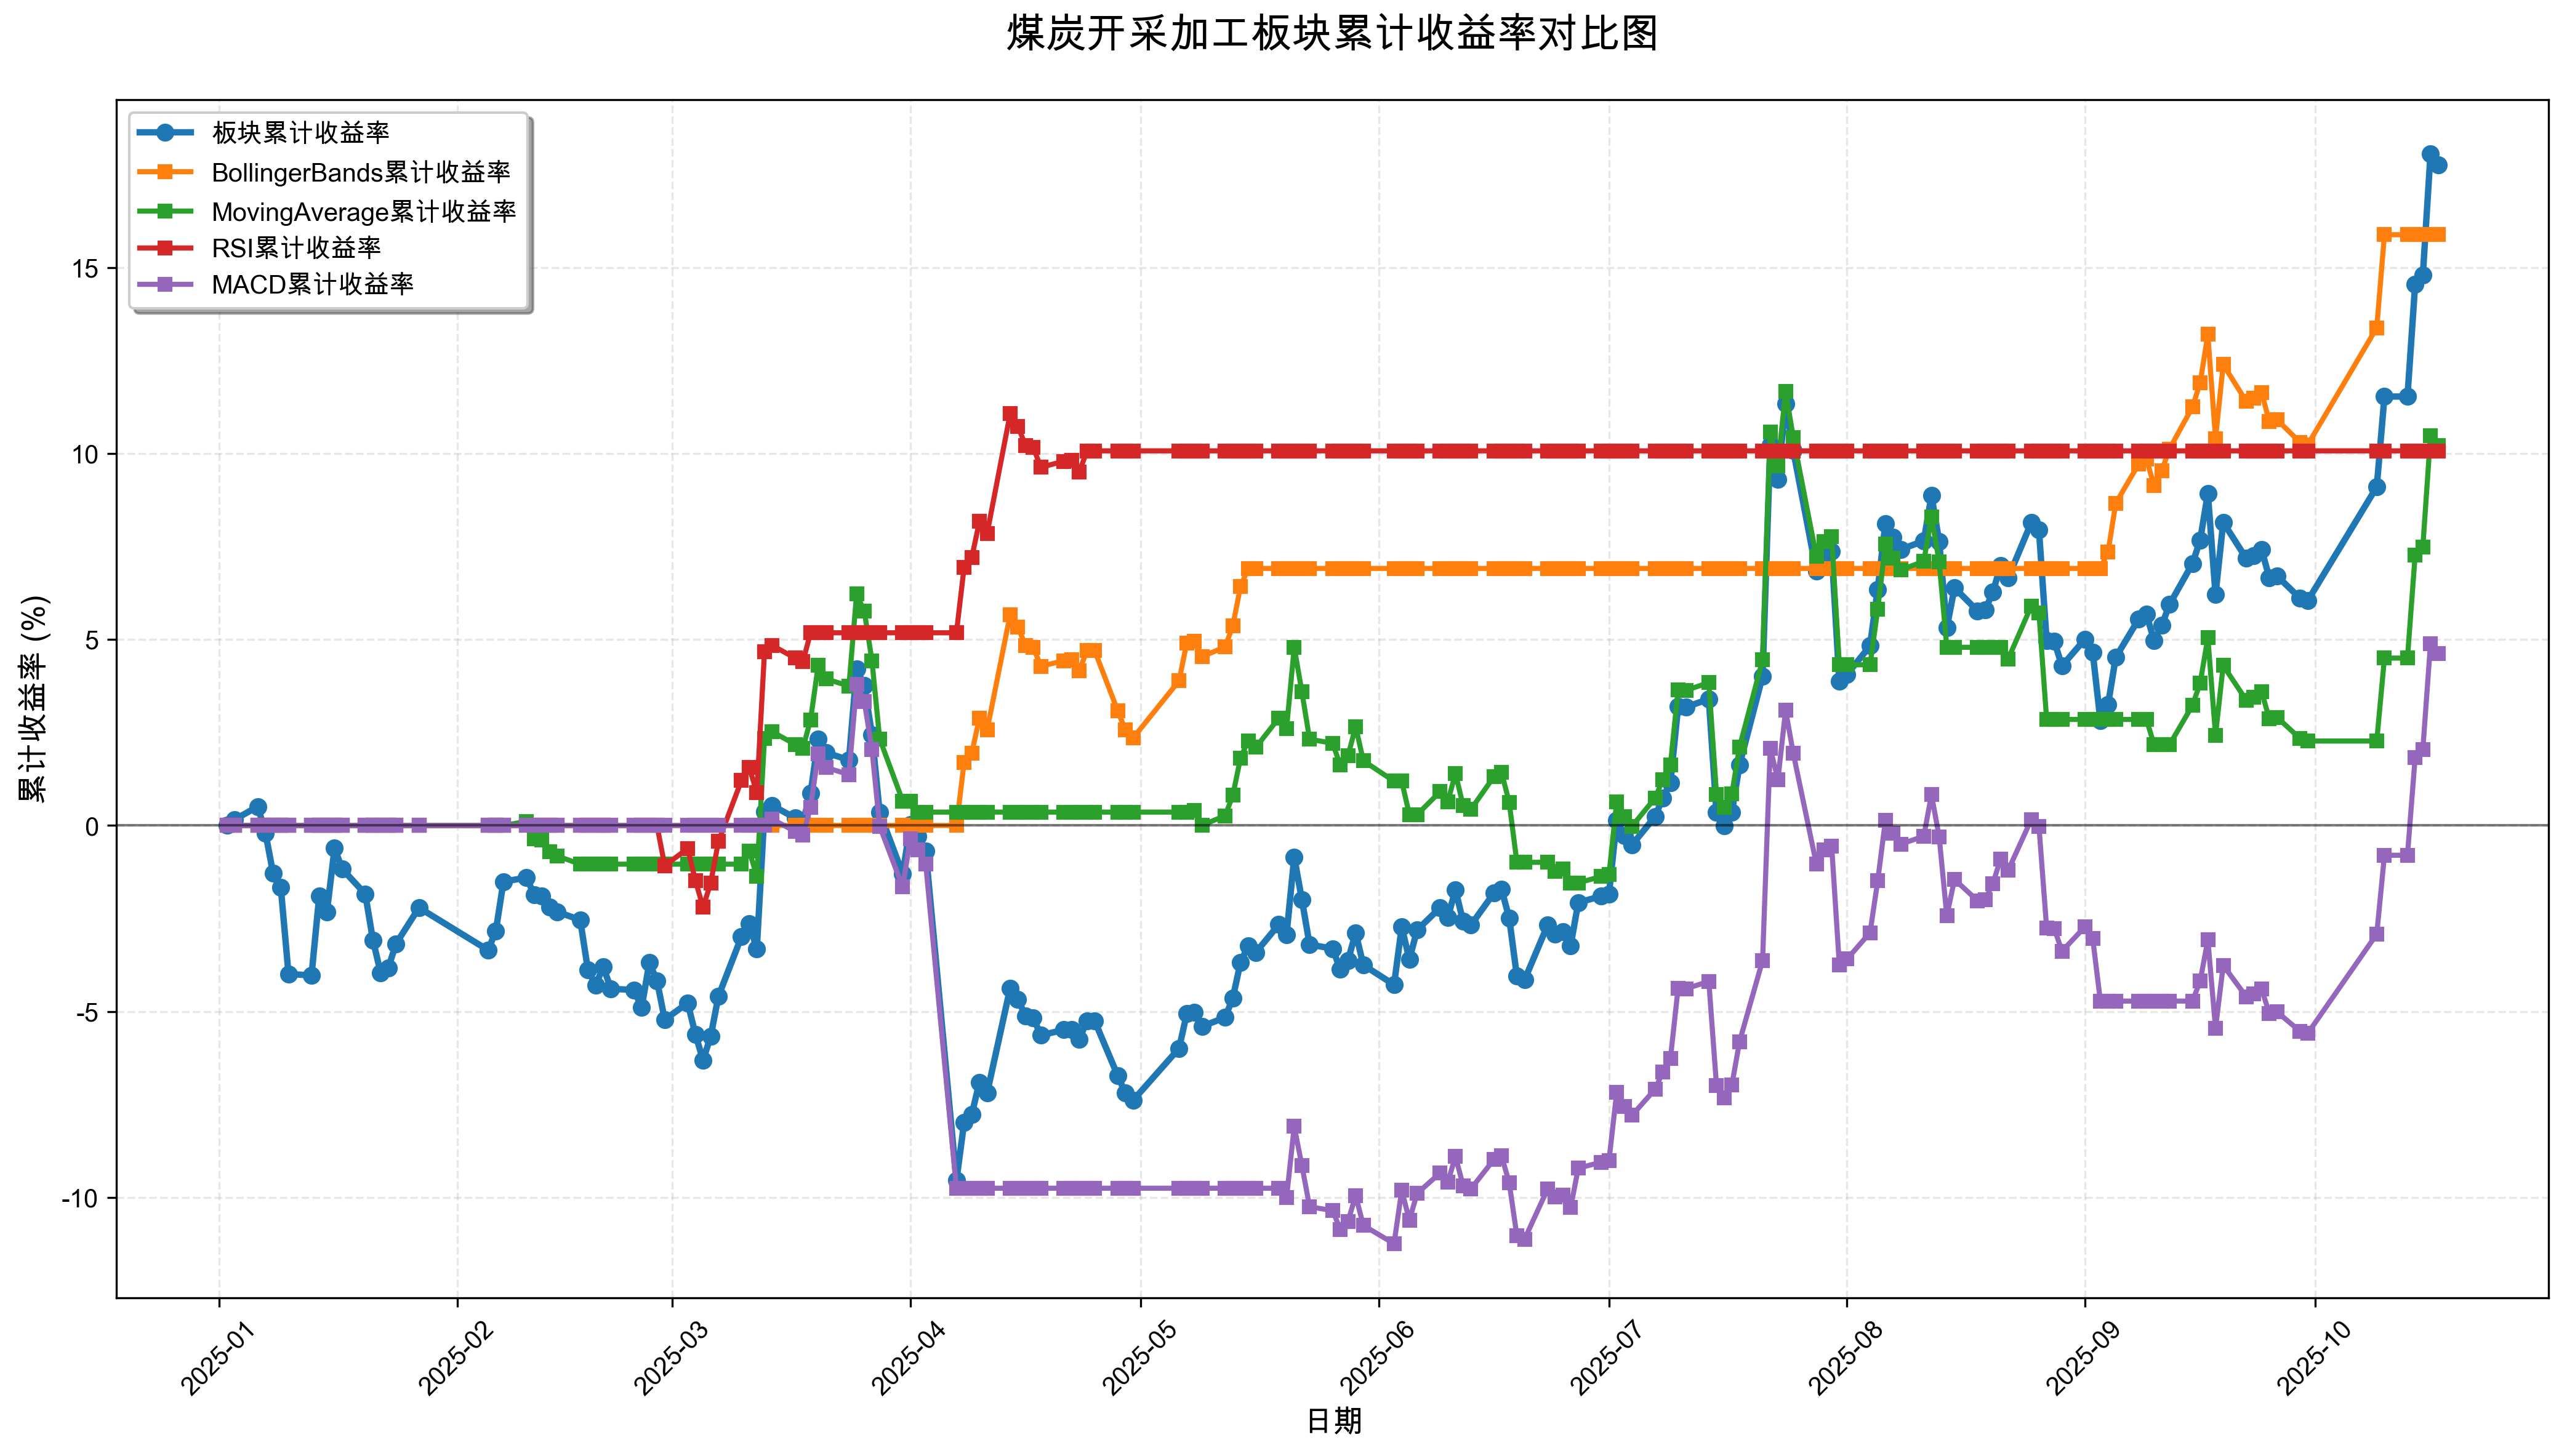 煤炭开采加工板块累计收益率对比图
板块累计收益率
BollingerBands累计收益率
MovingAverage累计收益率
RSI累计收益率
MACD累计收益率
累计收益率 (%)
15
10
5
0
-5
-10
2025-01
2025-02
2025-03
2025-04
2025-05
2025-06
2025-07
2025-08
2025-09
2025-10
日期